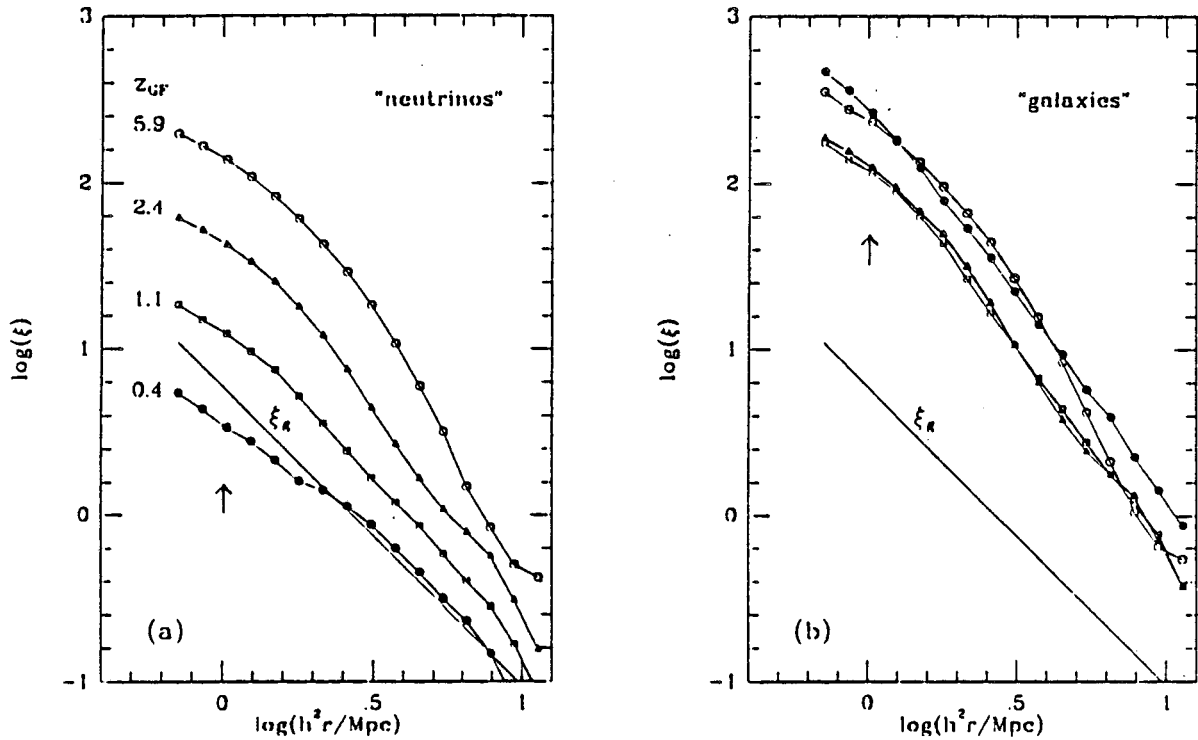 3
2
1
0
-1
log(ξ)
z_GF
5.9
2.4
1.1
0.4
"neutrinos"
ξ_R
↑
(a)
0
.5
1
log(h²r/Mpc)
3
2
1
0
-1
log(ξ)
"galaxies"
↑
ξ_R
(b)
0
.5
1
log(h²r/Mpc)